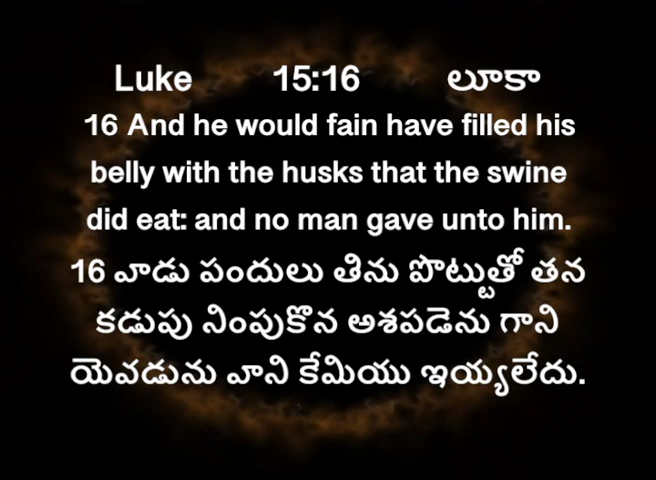 Luke 15:16 లూకా
16 And he would fain have filled his
belly with the husks that the swine
did eat: and no man gave unto him.
16 వాడు పందులు తిను పొట్టుతో తన
కడుపు నింపుకొన అశపడెను గాని
యెవడును వాని కేమియు ఇయ్యలేదు.